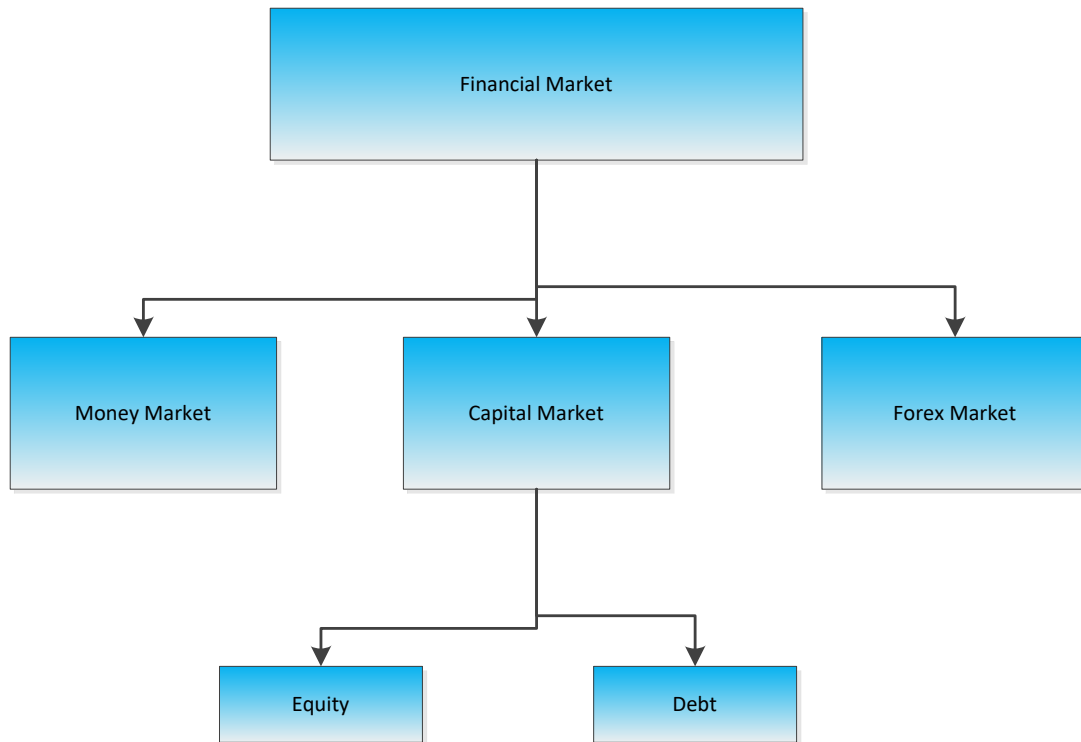 Financial Market
Money Market
Capital Market
Forex Market
Equity
Debt